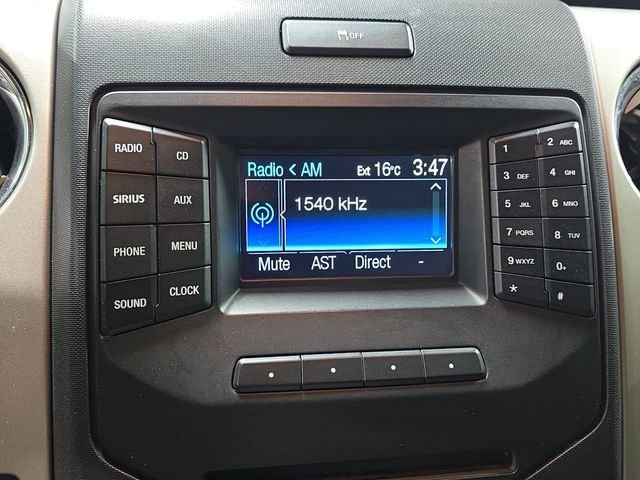 OFF
RADIO
CD
SIRIUS
AUX
PHONE
MENU
SOUND
CLOCK
Radio < AM Ext 16°C 3:47
1540 kHz
Mute AST Direct -
1
2 ABC
3 DEF
4 GHI
5 JKL
6 MNO
7 PQRS
8 TUV
9 WXYZ
0+
*
#